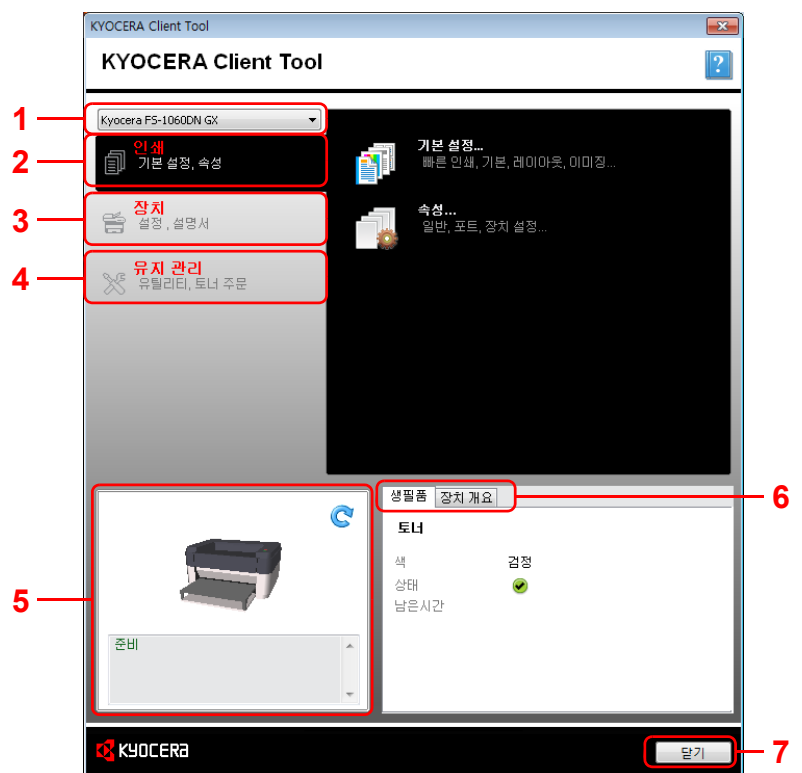 KYOCERA Client Tool
KYOCERA Client Tool
?
1
Kyocera FS-1060DN GX
2
인쇄
기본 설정, 속성
3
장치
설정 , 설명서
4
유지 관리
유틸리티, 토너 주문
기본 설정...
빠른 인쇄, 기본, 레이아웃, 이미징...
속성...
일반, 포트, 장치 설정...
5
준비
생필품
장치 개요
6
토너
색 검정
상태
남은시간
KYOCERA
닫기
7